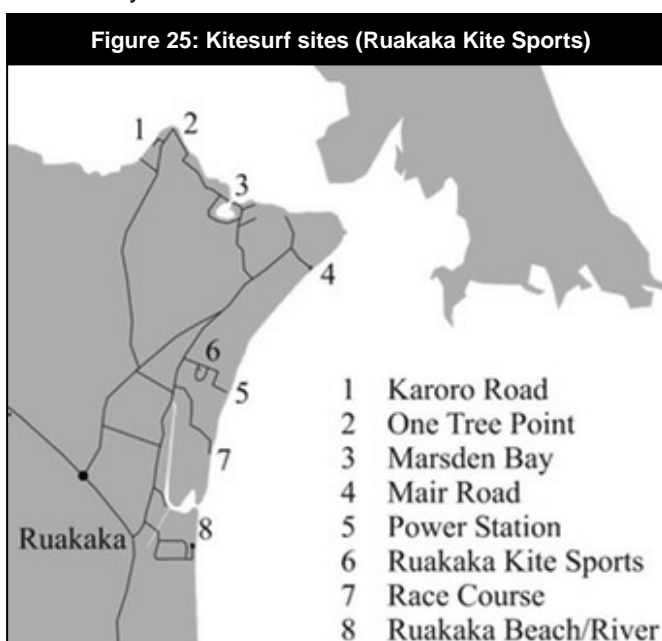 Figure 25: Kitesurf sites (Ruakaka Kite Sports)
1
2
3
4
6
5
7
8
Ruakaka
1 Karoro Road
2 One Tree Point
3 Marsden Bay
4 Mair Road
5 Power Station
6 Ruakaka Kite Sports
7 Race Course
8 Ruakaka Beach/River